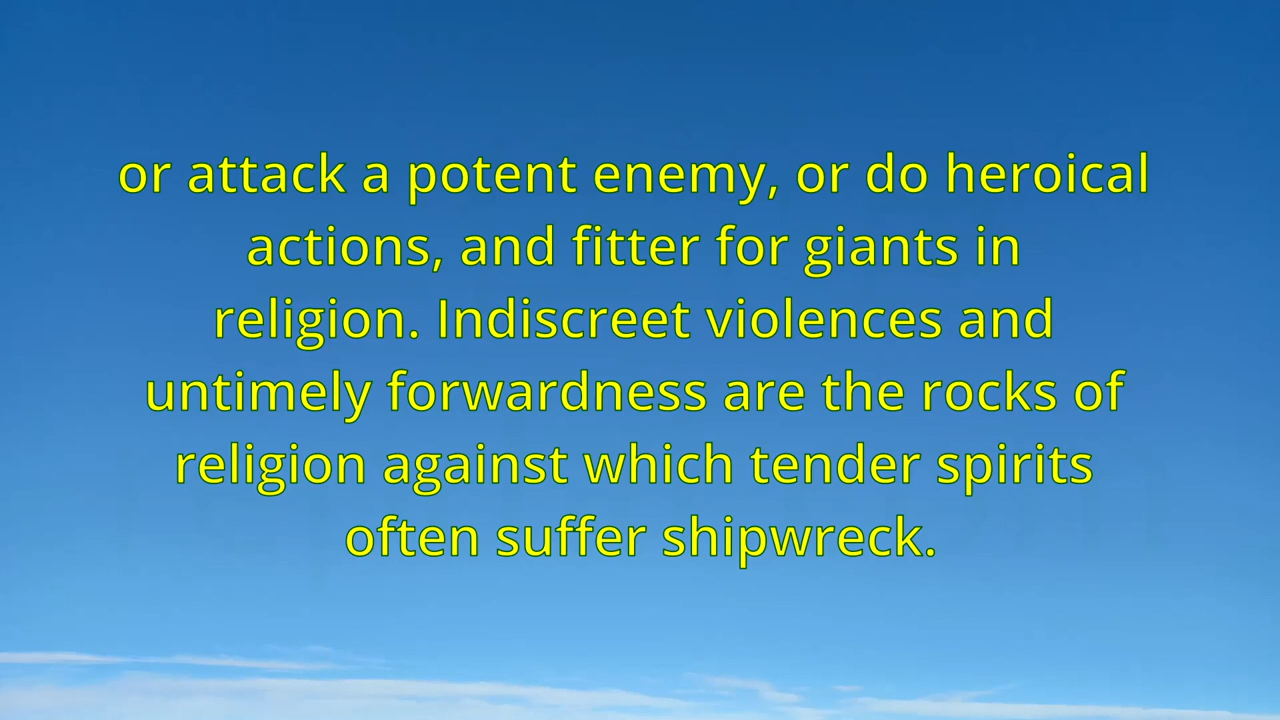 or attack a potent enemy, or do heroical
actions, and fitter for giants in
religion. Indiscreet violences and
untimely forwardness are the rocks of
religion against which tender spirits
often suffer shipwreck.